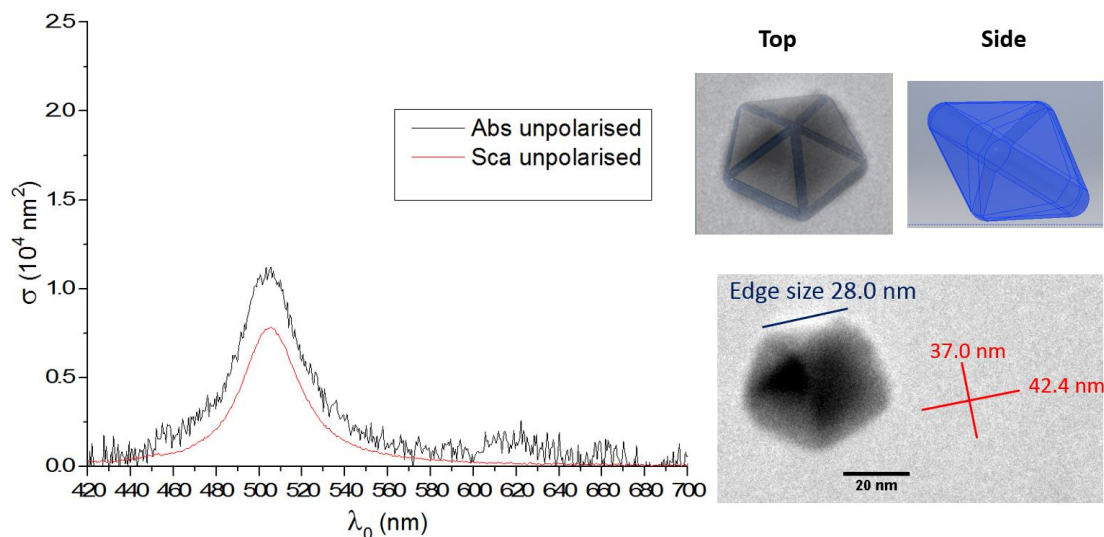 2.5
2.0
1.5
1.0
0.5
0.0
σ (10⁴ nm²)
Abs unpolarised
Sca unpolarised
420 440 460 480 500 520 540 560 580 600 620 640 660 680 700
λ₀ (nm)
Top
Side
Edge size 28.0 nm
37.0 nm
42.4 nm
20 nm